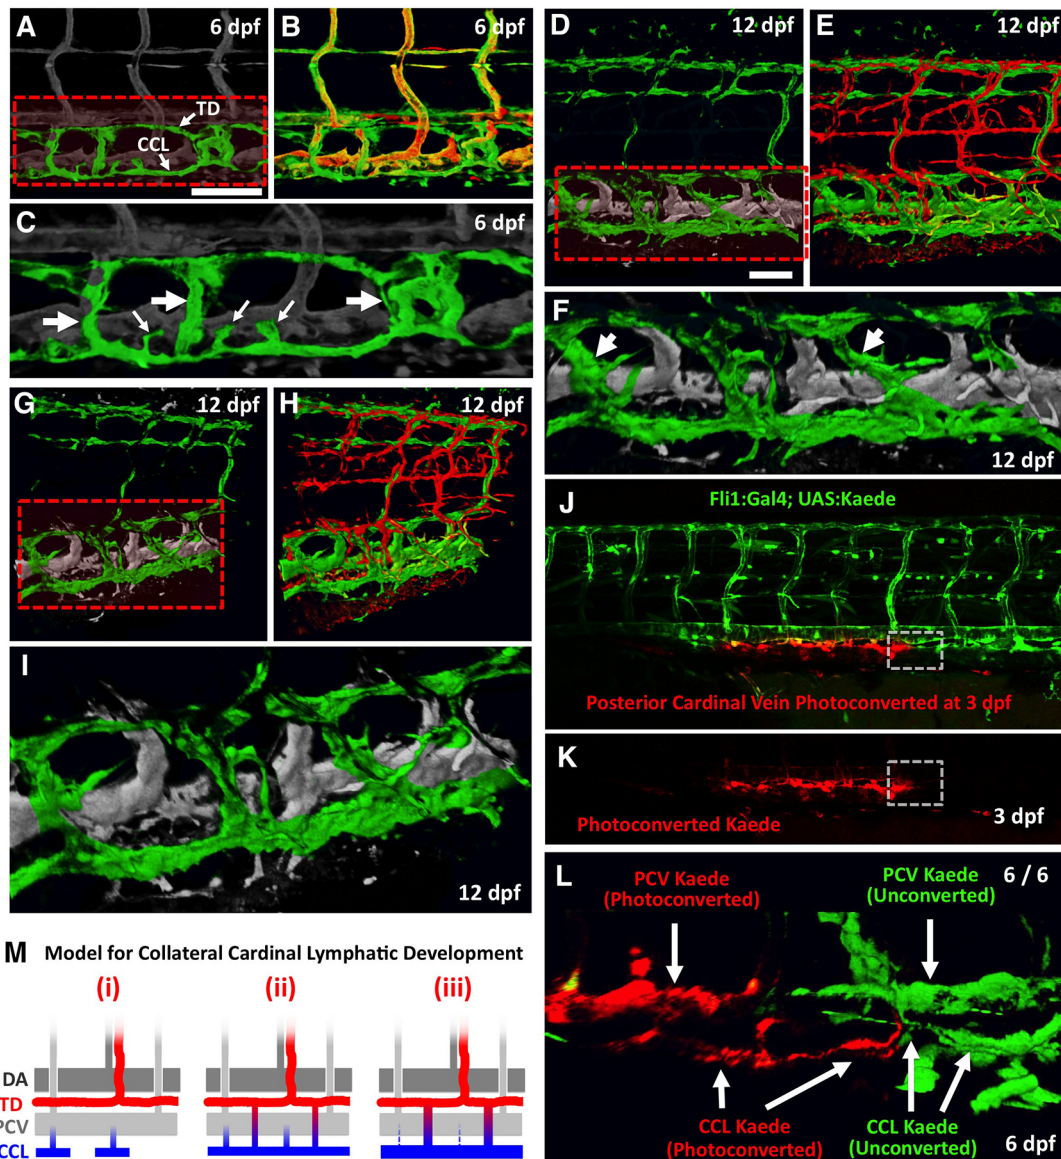 A 6 dpf
TD
CCL
B 6 dpf
C 6 dpf
D 12 dpf
E 12 dpf
F
12 dpf
G 12 dpf
H 12 dpf
I
12 dpf
J Fli1:Gal4; UAS:Kaede
Posterior Cardinal Vein Photoconverted at 3 dpf
K
Photoconverted Kaede
3 dpf
L
PCV Kaede
(Photoconverted)
PCV Kaede
(Unconverted)
6 / 6
CCL Kaede
(Photoconverted)
CCL Kaede
(Unconverted)
6 dpf
M Model for Collateral Cardinal Lymphatic Development
(i) (ii) (iii)
DA
TD
PCV
CCL